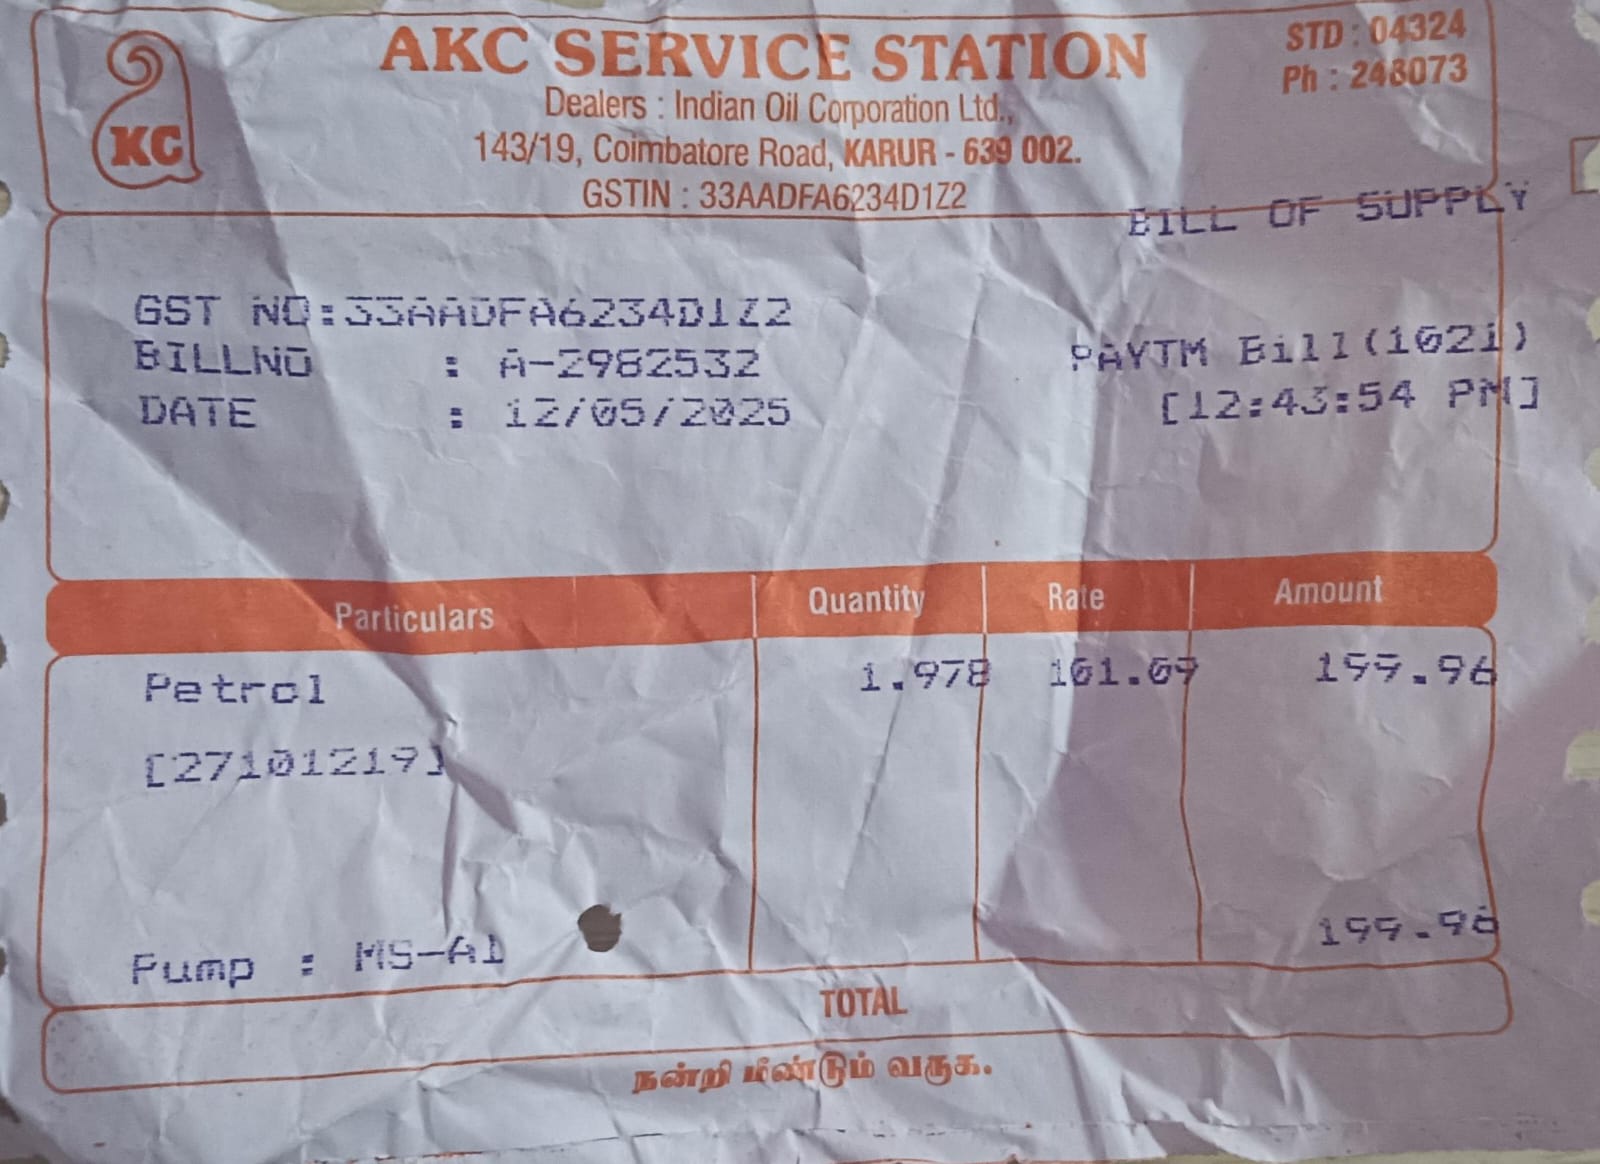 AKC SERVICE STATION
STD : 04324
Ph : 248073
KC
Dealers : Indian Oil Corporation Ltd.,
143/19, Coimbatore Road, KARUR - 639 002.
GSTIN : 33AADFA6234D1Z2
BILL OF SUPPLY
GST NO:33AADFA6234D1Z2
BILLNO : A-2982532 PAYTM Bill(1021)
DATE : 12/05/2025 [12:43:54 PM]
Particulars Quantity Rate Amount
Petrol 1.978 101.09 199.96
[27101219]
Pump : MS-A1 199.96
TOTAL
நன்றி மீண்டும் வருக.